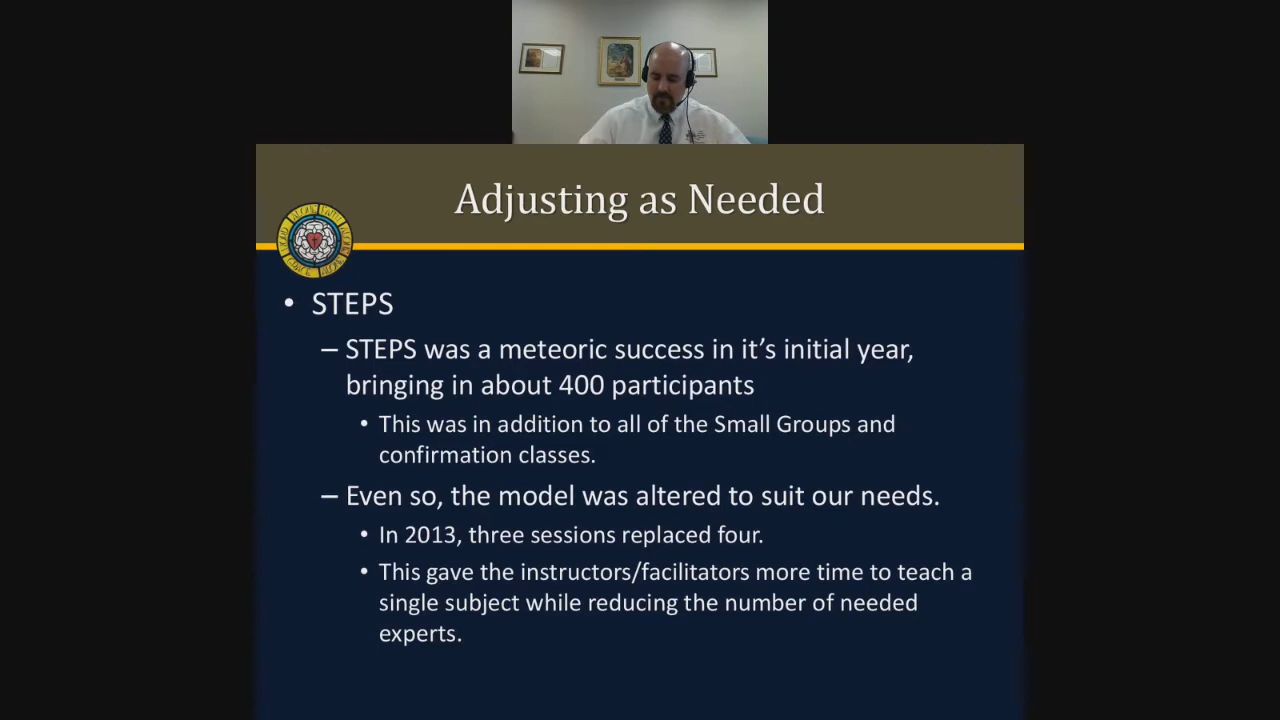 Adjusting as Needed
• STEPS
– STEPS was a meteoric success in it’s initial year,
bringing in about 400 participants
• This was in addition to all of the Small Groups and
confirmation classes.
– Even so, the model was altered to suit our needs.
• In 2013, three sessions replaced four.
• This gave the instructors/facilitators more time to teach a
single subject while reducing the number of needed
experts.